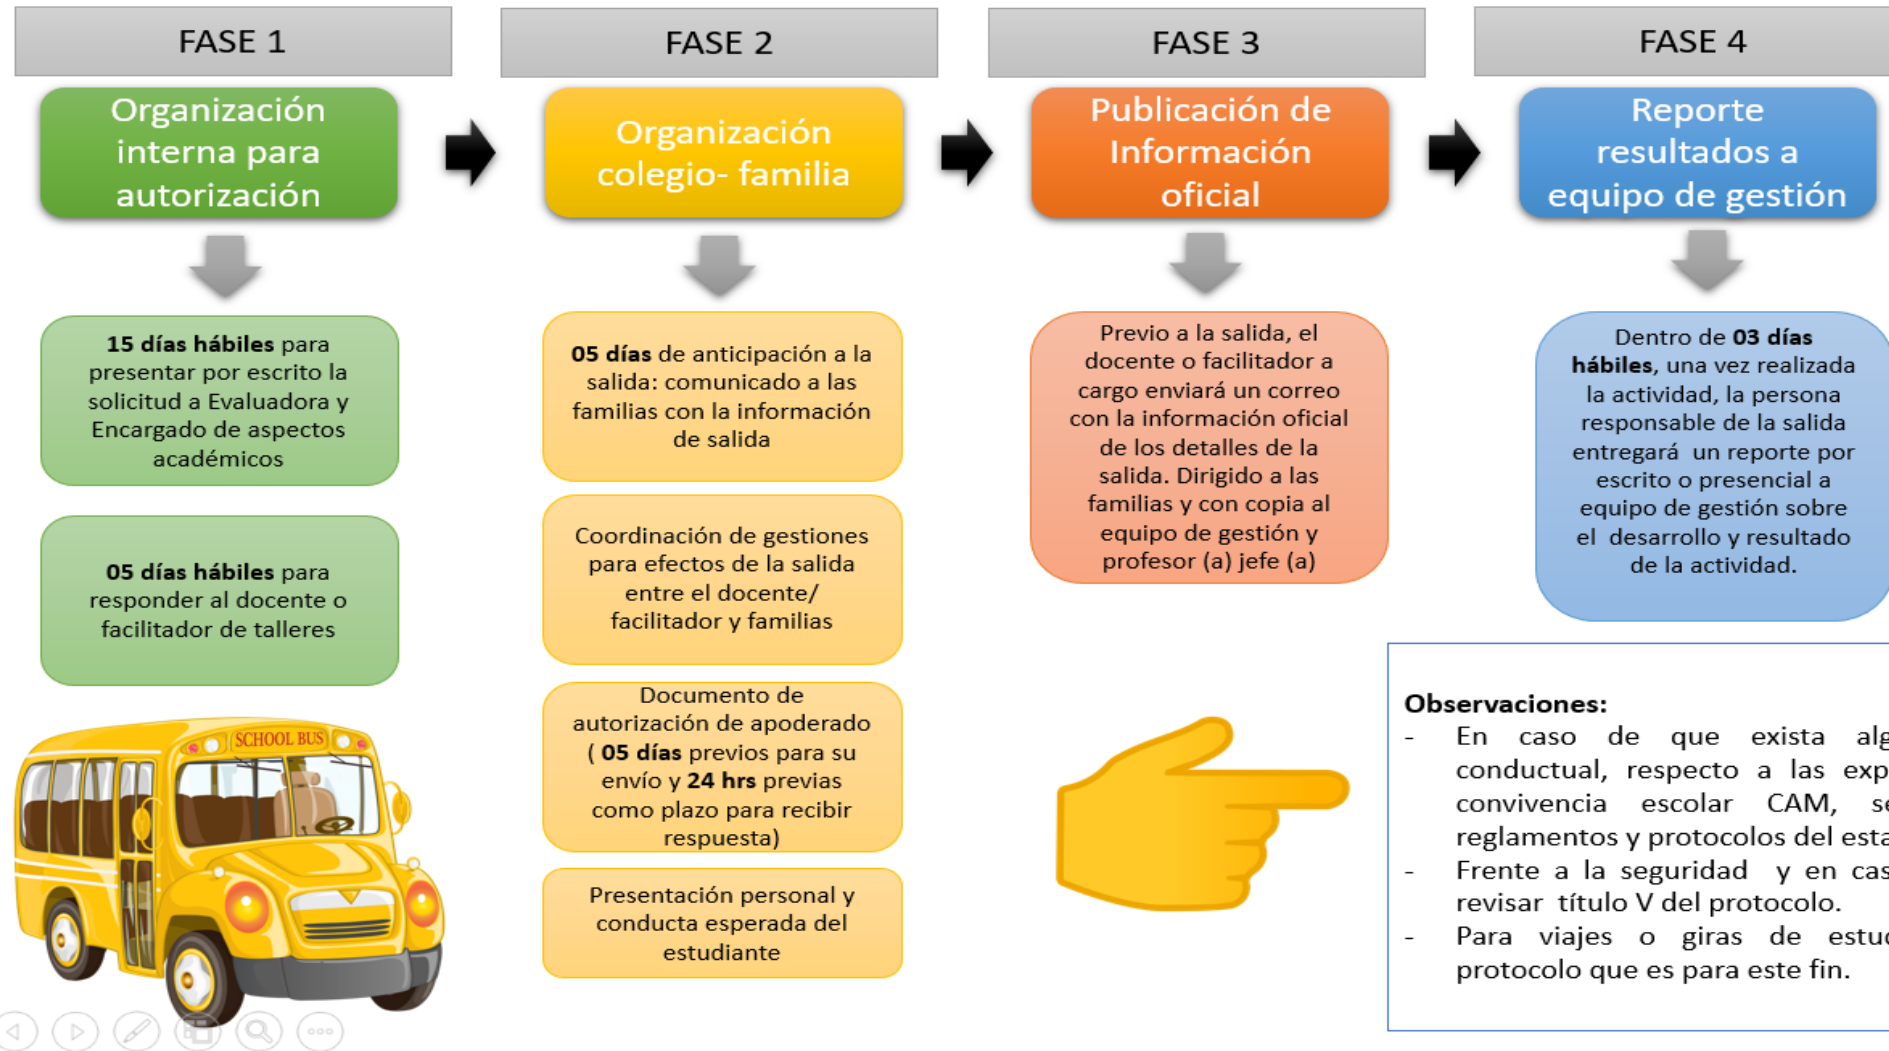 FASE 1
Organización
interna para
autorización
15 días hábiles para
presentar por escrito la
solicitud a Evaluadora y
Encargado de aspectos
académicos
05 días hábiles para
responder al docente o
facilitador de talleres
SCHOOL BUS
FASE 2
Organización
colegio- familia
05 días de anticipación a la
salida: comunicado a las
familias con la información
de salida
Coordinación de gestiones
para efectos de la salida
entre el docente/
facilitador y familias
Documento de
autorización de apoderado
( 05 días previos para su
envío y 24 hrs previas
como plazo para recibir
respuesta)
Presentación personal y
conducta esperada del
estudiante
FASE 3
Publicación de
Información
oficial
Previo a la salida, el
docente o facilitador a
cargo enviará un correo
con la información oficial
de los detalles de la
salida. Dirigido a las
familias y con copia al
equipo de gestión y
profesor (a) jefe (a)
FASE 4
Reporte
resultados a
equipo de gestión
Dentro de 03 días
hábiles, una vez realizada
la actividad, la persona
responsable de la salida
entregará un reporte por
escrito o presencial a
equipo de gestión sobre
el desarrollo y resultado
de la actividad.
Observaciones:
- En caso de que exista
conductual, respecto a las
convivencia escolar CAM,
reglamentos y protocolos del
- Frente a la seguridad y en
revisar título V del protocolo.
- Para viajes o giras de
protocolo que es para este fin.